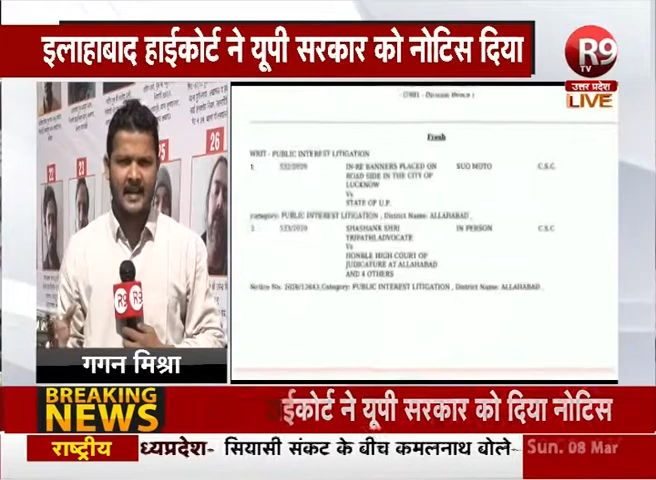 इलाहाबाद हाईकोर्ट ने यूपी सरकार को नोटिस दिया
R9
TV
उत्तर प्रदेश
LIVE
22
23
25
26
R9
गगन मिश्रा
Fresh
WRIT - PUBLIC INTEREST LITIGATION
1 532/2020 IN-RE BANNERS PLACED ON SUO MOTO C.S.C.
ROAD SIDE IN THE CITY OF
LUCKNOW
Vs
STATE OF U.P.
Category: PUBLIC INTEREST LITIGATION , District Name: ALLAHABAD ,
533/2020 SHASHANK SHRI IN PERSON C.S.C
TRIPATHI,ADVOCATE
Vs
HONBLE HIGH COURT OF
JUDICATURE AT ALLAHABAD
AND 4 OTHERS
Category: PUBLIC INTEREST LITIGATION , District Name: ALLAHABAD .
BREAKING
NEWS
ाईकोर्ट ने यूपी सरकार को दिया नोटिस
राष्ट्रीय
ध्यप्रदेश- सियासी संकट के बीच कमलनाथ बोले-
Sun. 08 Mar